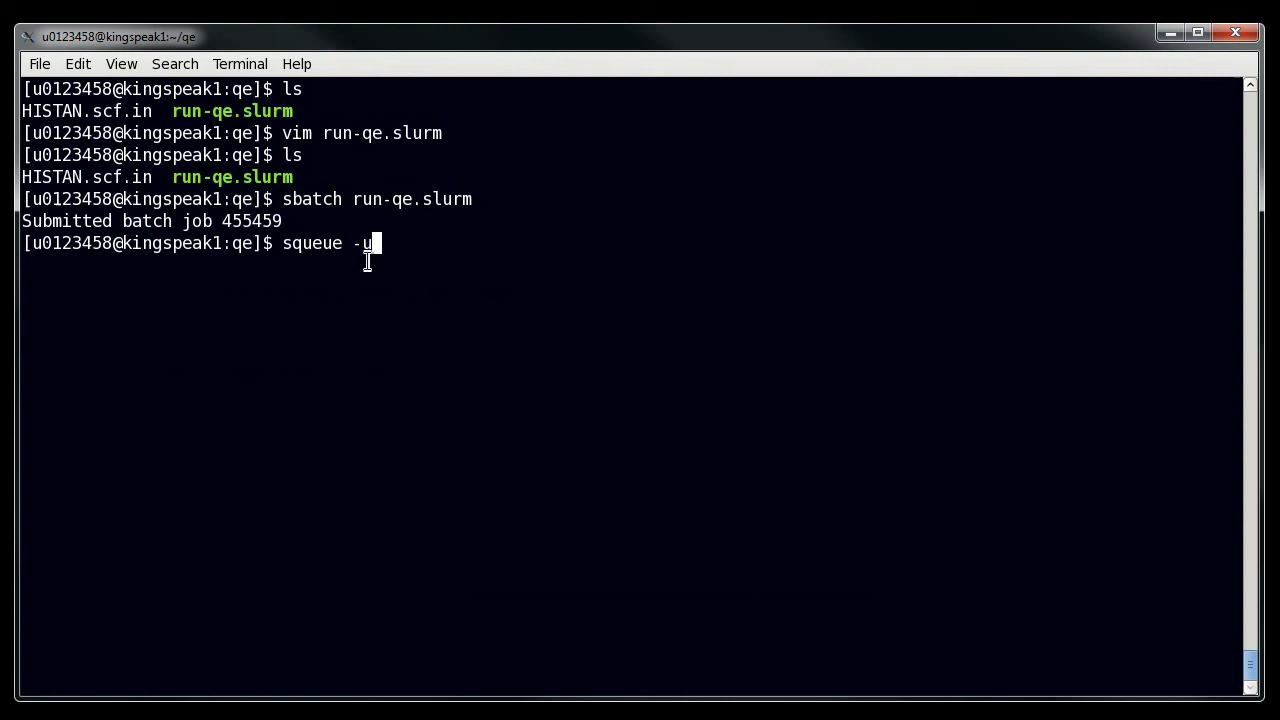 u0123458@kingspeak1:~/qe
File Edit View Search Terminal Help
[u0123458@kingspeak1:qe]$ ls
HISTAN.scf.in  run-qe.slurm
[u0123458@kingspeak1:qe]$ vim run-qe.slurm
[u0123458@kingspeak1:qe]$ ls
HISTAN.scf.in  run-qe.slurm
[u0123458@kingspeak1:qe]$ sbatch run-qe.slurm
Submitted batch job 455459
[u0123458@kingspeak1:qe]$ squeue -u